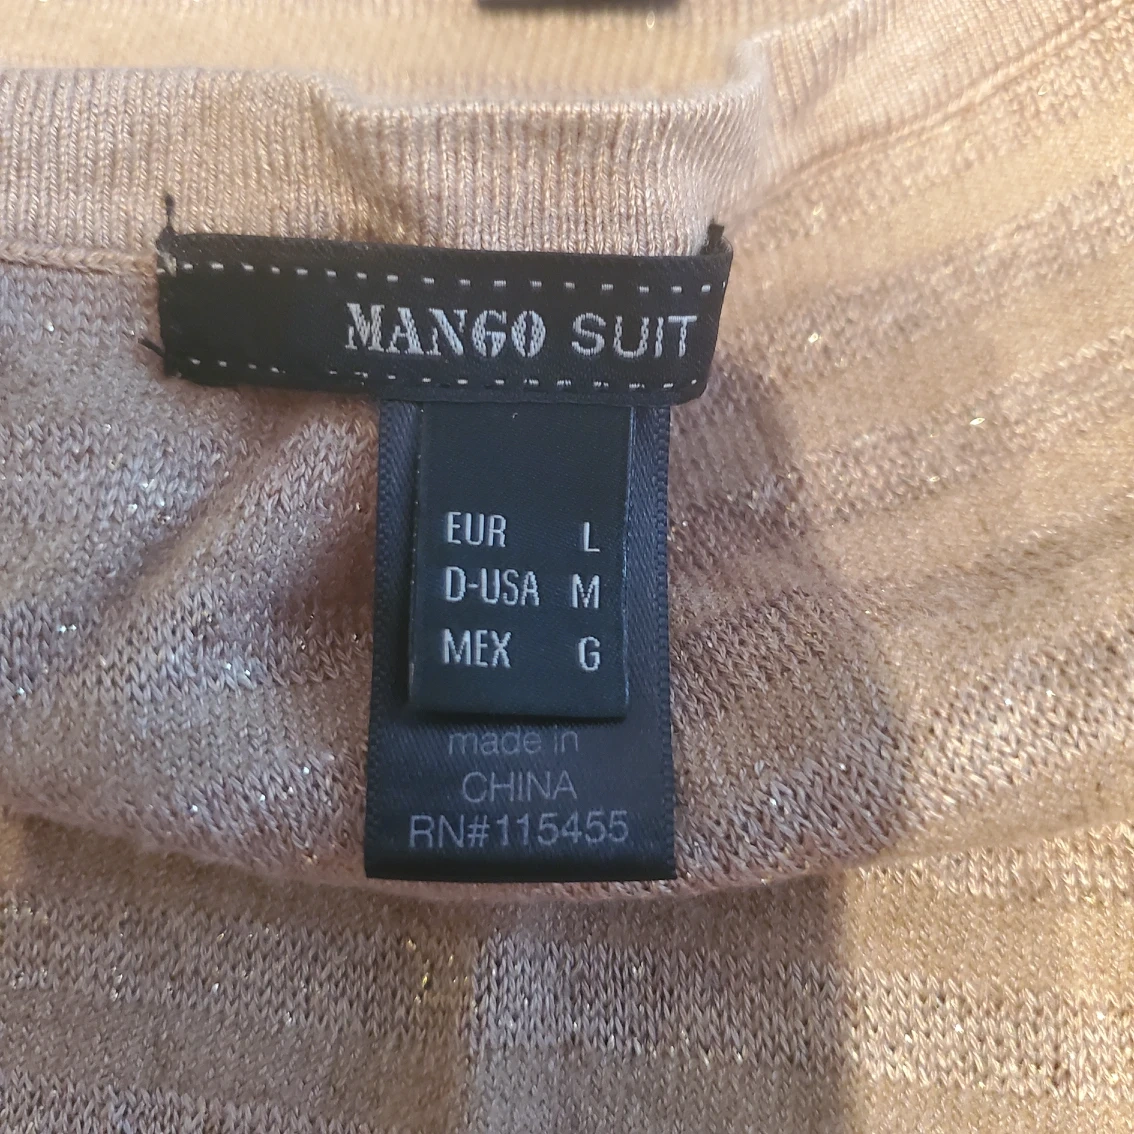 MANGO SUIT
EUR L
D-USA M
MEX G
made in
CHINA
RN#115455